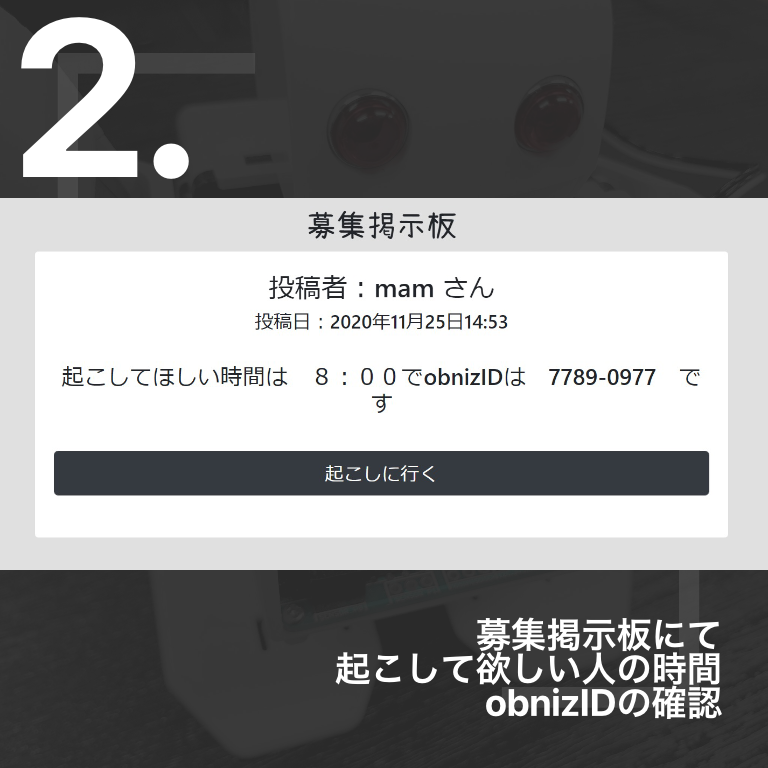 2.
募集掲示板
投稿者：mam さん
投稿日：2020年11月25日14:53
起こしてほしい時間は　８：００でobnizIDは　7789-0977　で
す
起こしに行く
募集掲示板にて
起こして欲しい人の時間
obnizIDの確認